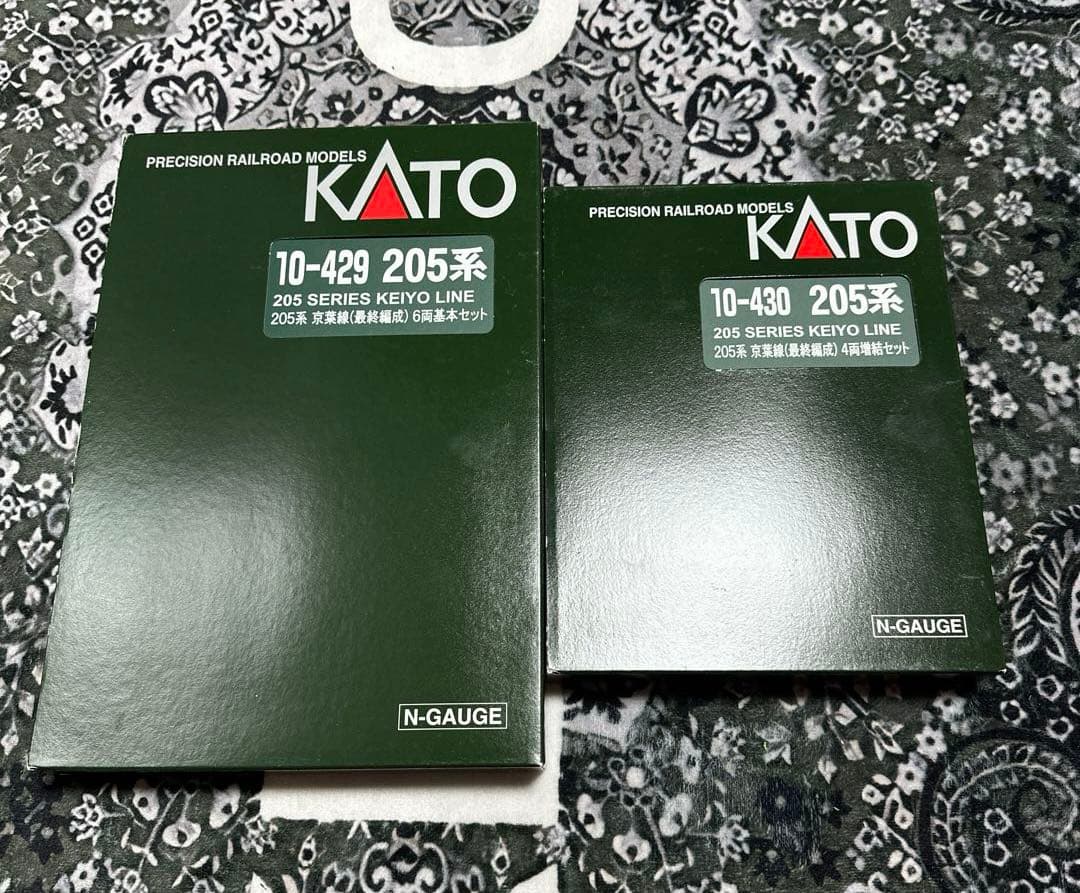 PRECISION RAILROAD MODELS
KATO
10-429 205系
205 SERIES KEIYO LINE
205系 京葉線(最終編成) 6両基本セット
N-GAUGE
PRECISION RAILROAD MODELS
KATO
10-430 205系
205 SERIES KEIYO LINE
205系 京葉線(最終編成) 4両増結セット
N-GAUGE